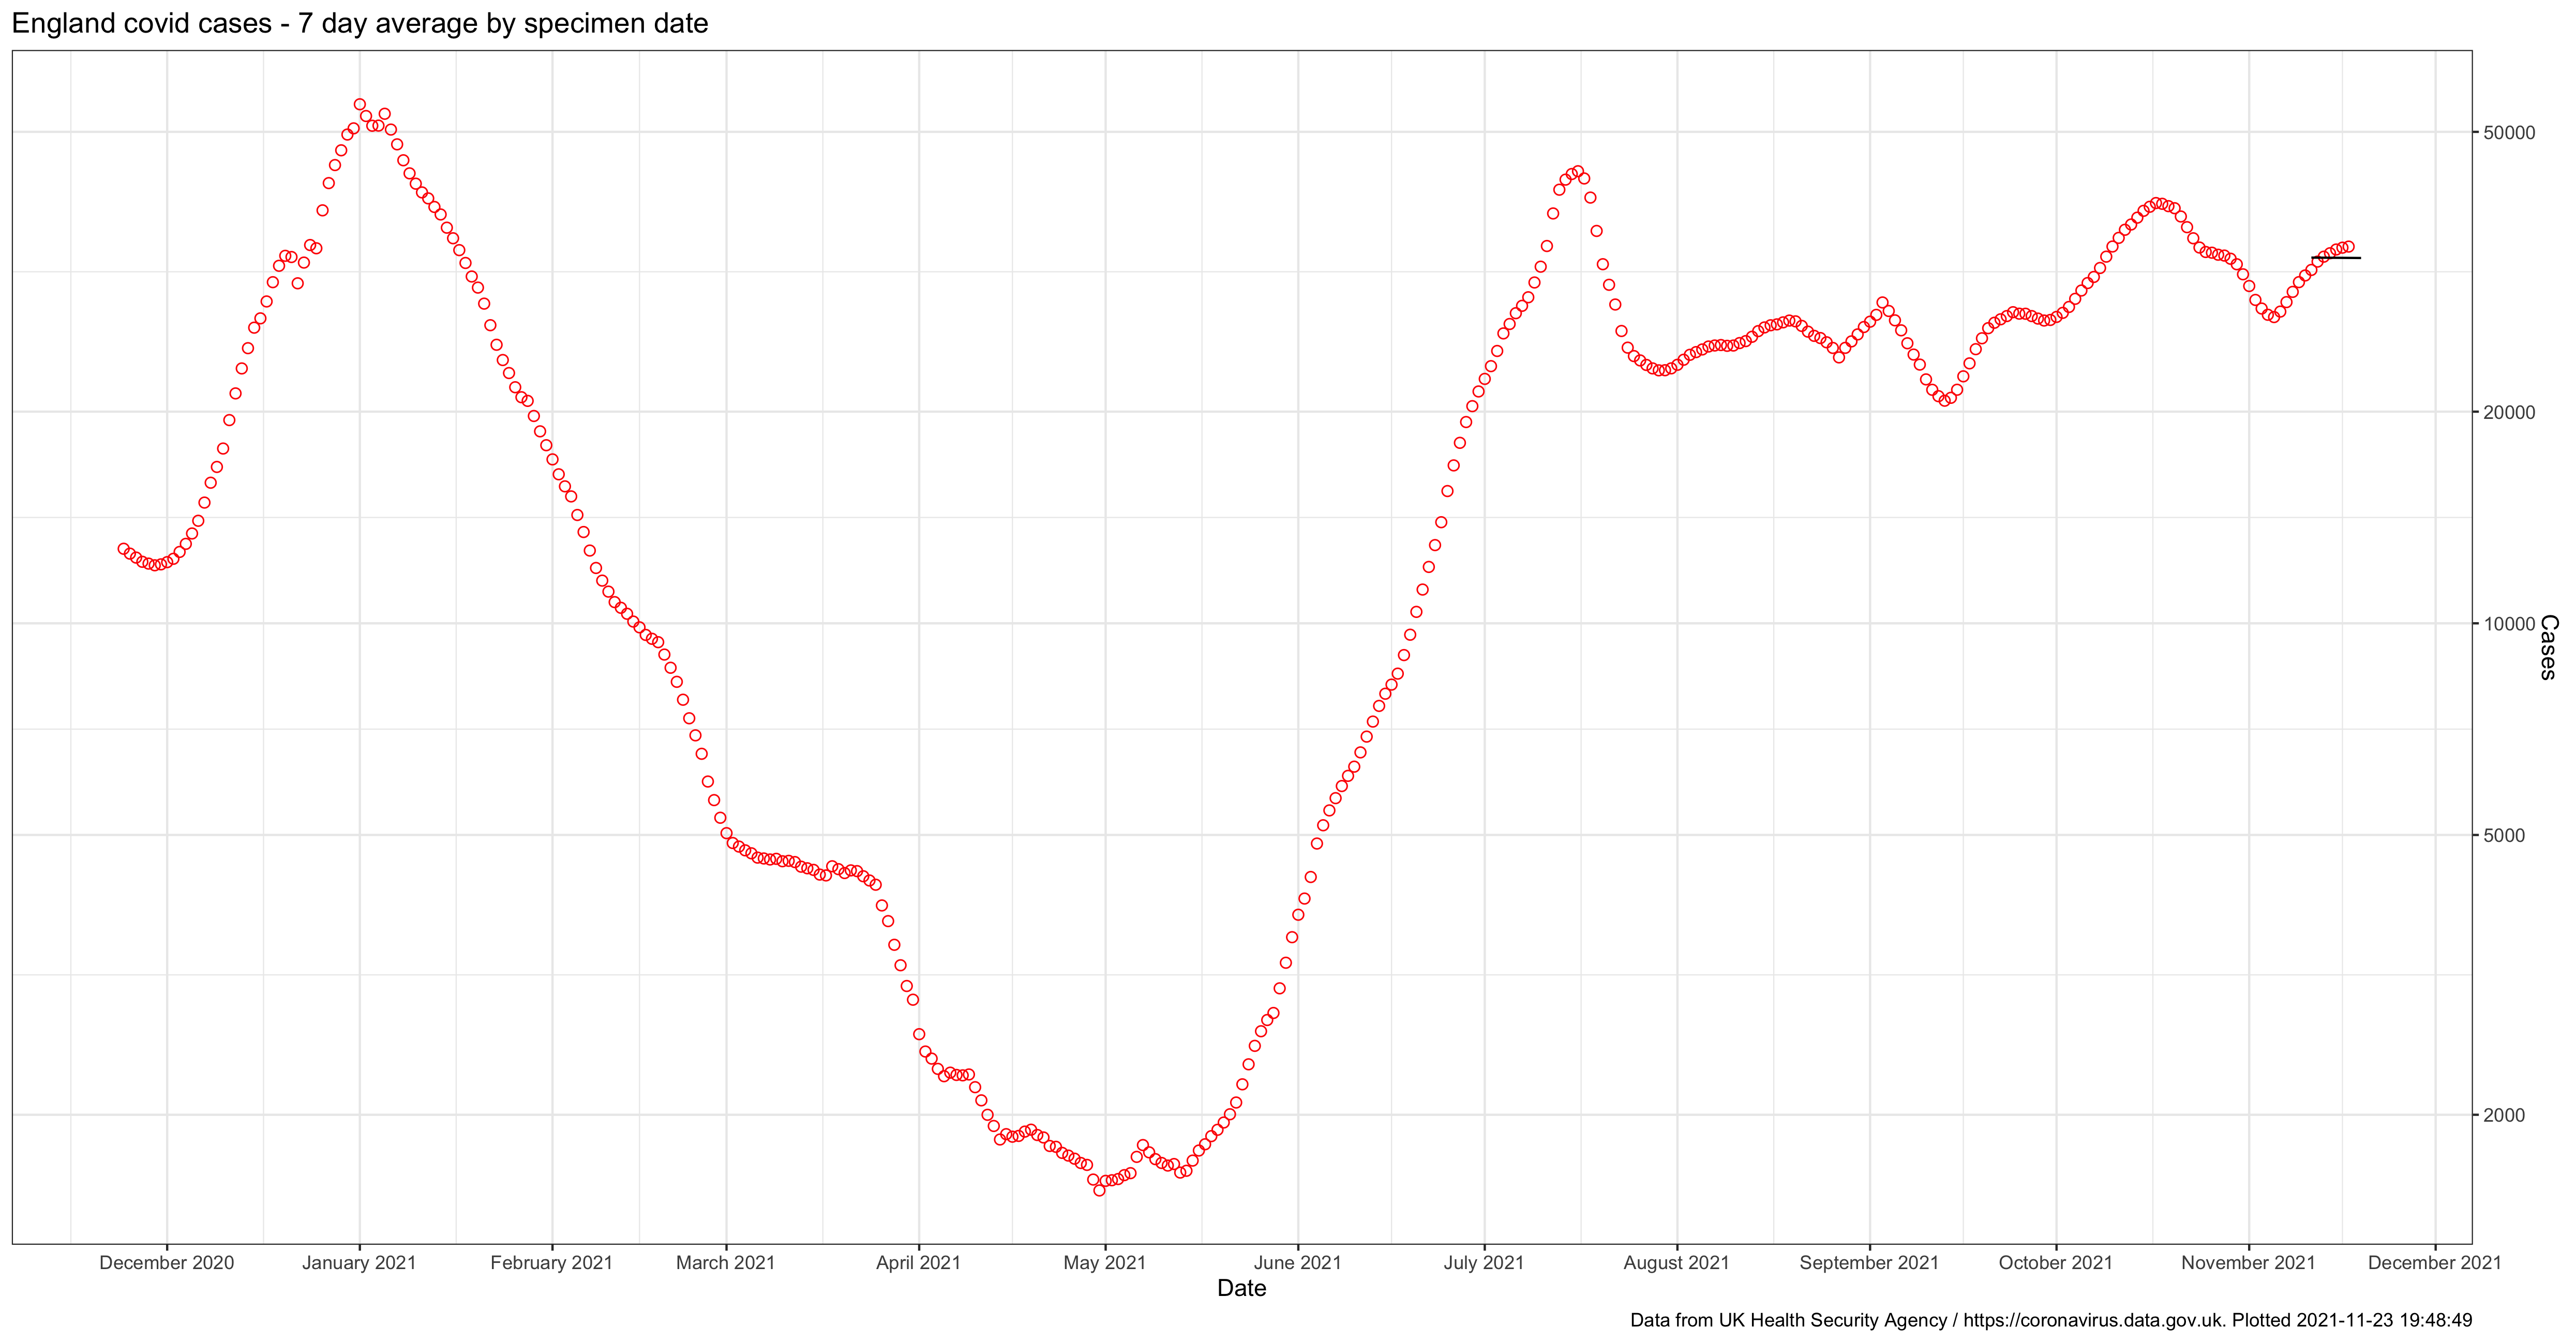 England covid cases - 7 day average by specimen date
50000
20000
10000
5000
2000
Cases
December 2020
January 2021
February 2021
March 2021
April 2021
May 2021
June 2021
July 2021
August 2021
September 2021
October 2021
November 2021
December 2021
Date
Data from UK Health Security Agency / https://coronavirus.data.gov.uk. Plotted 2021-11-23 19:48:49